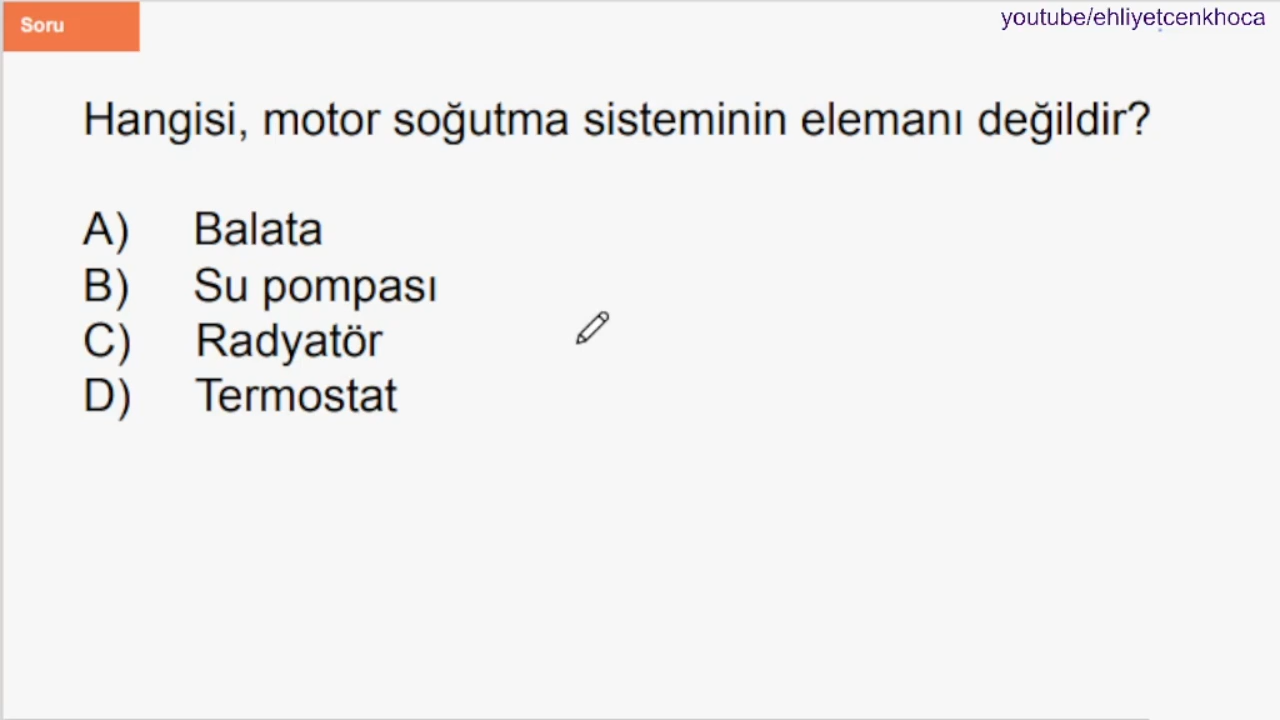 Soru
youtube/ehliyetcenkhoca
Hangisi, motor soğutma sisteminin elemanı değildir?
A) Balata
B) Su pompası
C) Radyatör
D) Termostat